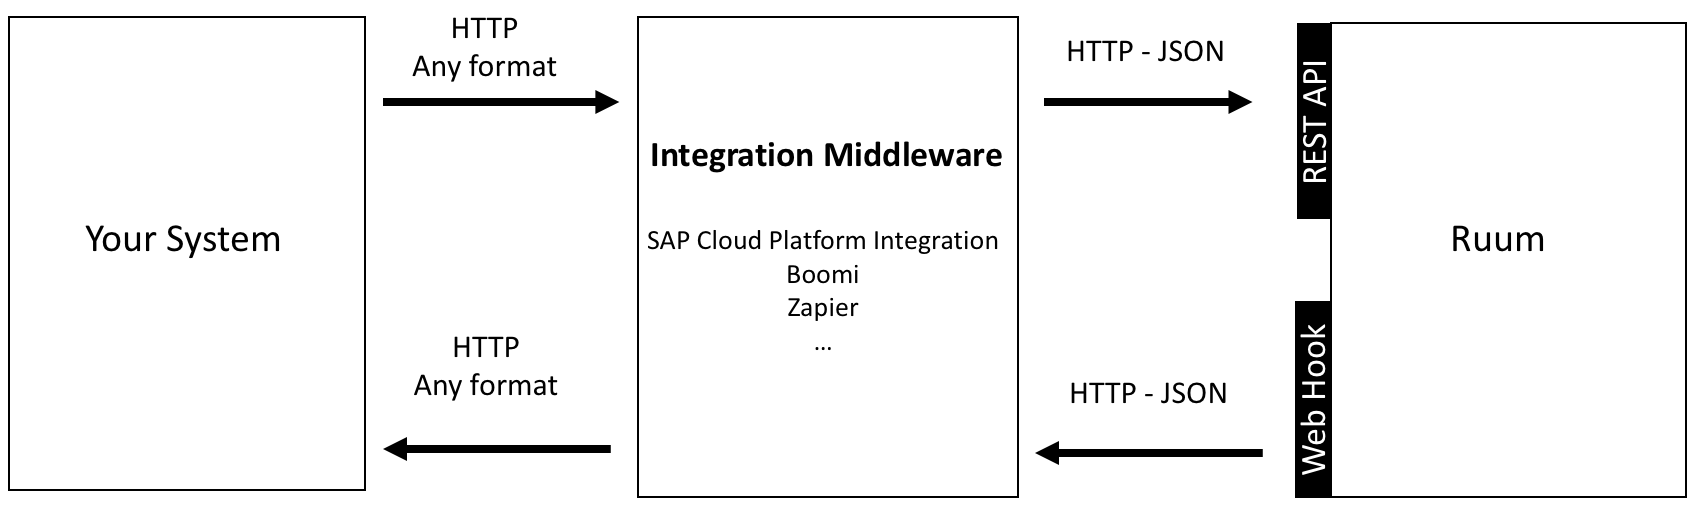 Your System
HTTP
Any format
HTTP
Any format
Integration Middleware
SAP Cloud Platform Integration
Boomi
Zapier
...
HTTP - JSON
HTTP - JSON
REST API
Web Hook
Ruum